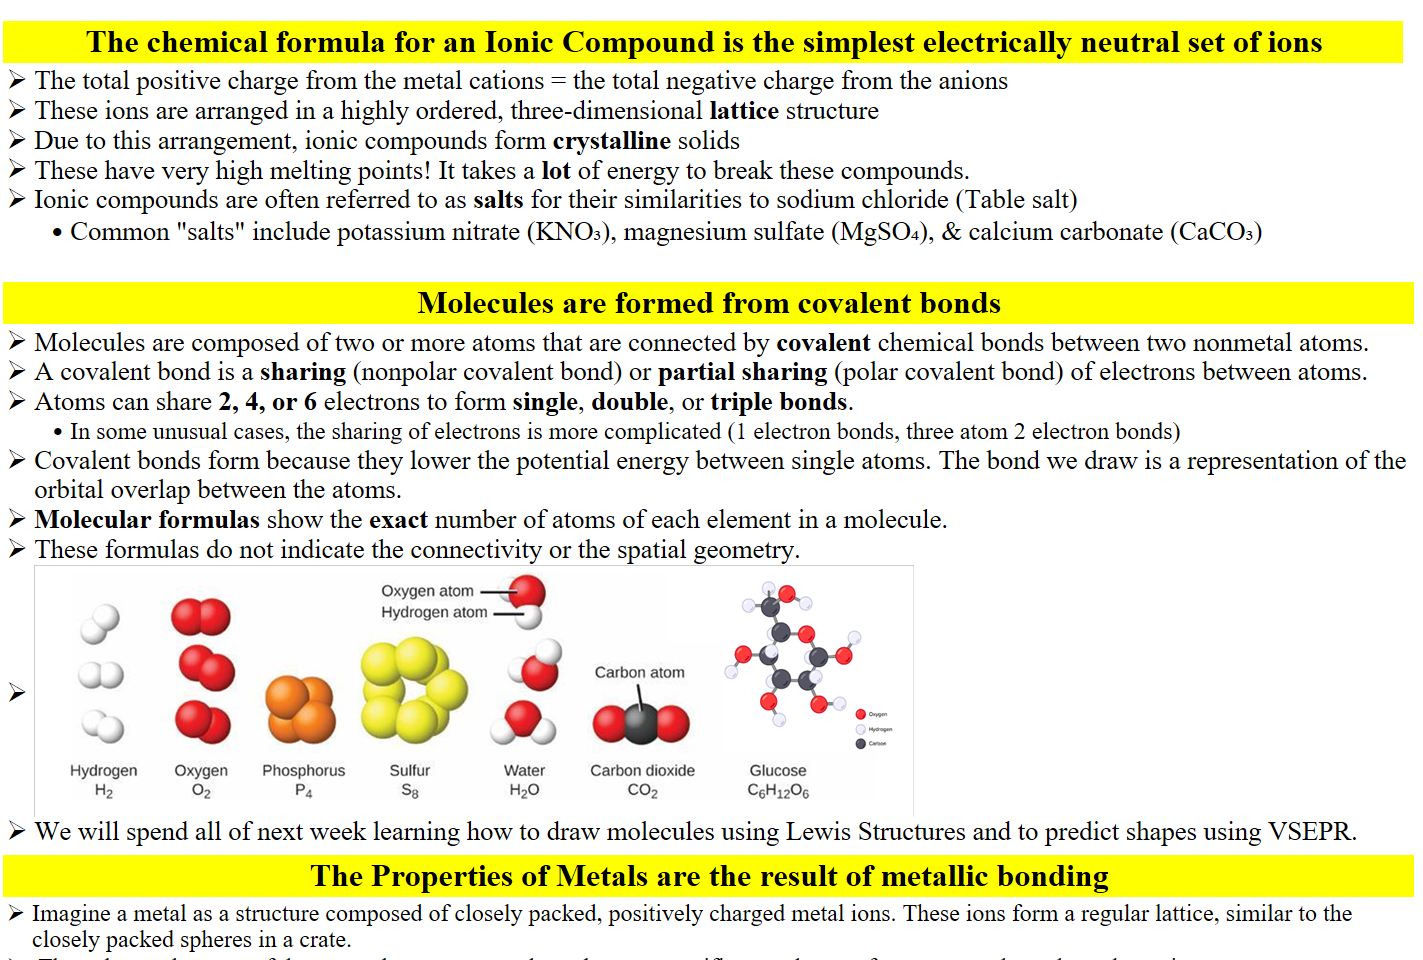 The chemical formula for an Ionic Compound is the simplest electrically neutral set of ions
➢ The total positive charge from the metal cations = the total negative charge from the anions
➢ These ions are arranged in a highly ordered, three-dimensional lattice structure
➢ Due to this arrangement, ionic compounds form crystalline solids
➢ These have very high melting points! It takes a lot of energy to break these compounds.
➢ Ionic compounds are often referred to as salts for their similarities to sodium chloride (Table salt)
• Common "salts" include potassium nitrate (KNO₃), magnesium sulfate (MgSO₄), & calcium carbonate (CaCO₃)
Molecules are formed from covalent bonds
➢ Molecules are composed of two or more atoms that are connected by covalent chemical bonds between two nonmetal atoms.
➢ A covalent bond is a sharing (nonpolar covalent bond) or partial sharing (polar covalent bond) of electrons between atoms.
➢ Atoms can share 2, 4, or 6 electrons to form single, double, or triple bonds.
• In some unusual cases, the sharing of electrons is more complicated (1 electron bonds, three atom 2 electron bonds)
➢ Covalent bonds form because they lower the potential energy between single atoms. The bond we draw is a representation of the
orbital overlap between the atoms.
➢ Molecular formulas show the exact number of atoms of each element in a molecule.
➢ These formulas do not indicate the connectivity or the spatial geometry.
Oxygen atom
Hydrogen atom
Carbon atom
Oxygen
Hydrogen
Carbon
Hydrogen Oxygen Phosphorus Sulfur Water Carbon dioxide Glucose
H₂ O₂ P₄ S₈ H₂O CO₂ C₆H₁₂O₆
➢ We will spend all of next week learning how to draw molecules using Lewis Structures and to predict shapes using VSEPR.
The Properties of Metals are the result of metallic bonding
➢ Imagine a metal as a structure composed of closely packed, positively charged metal ions. These ions form a regular lattice, similar to the
closely packed spheres in a crate.